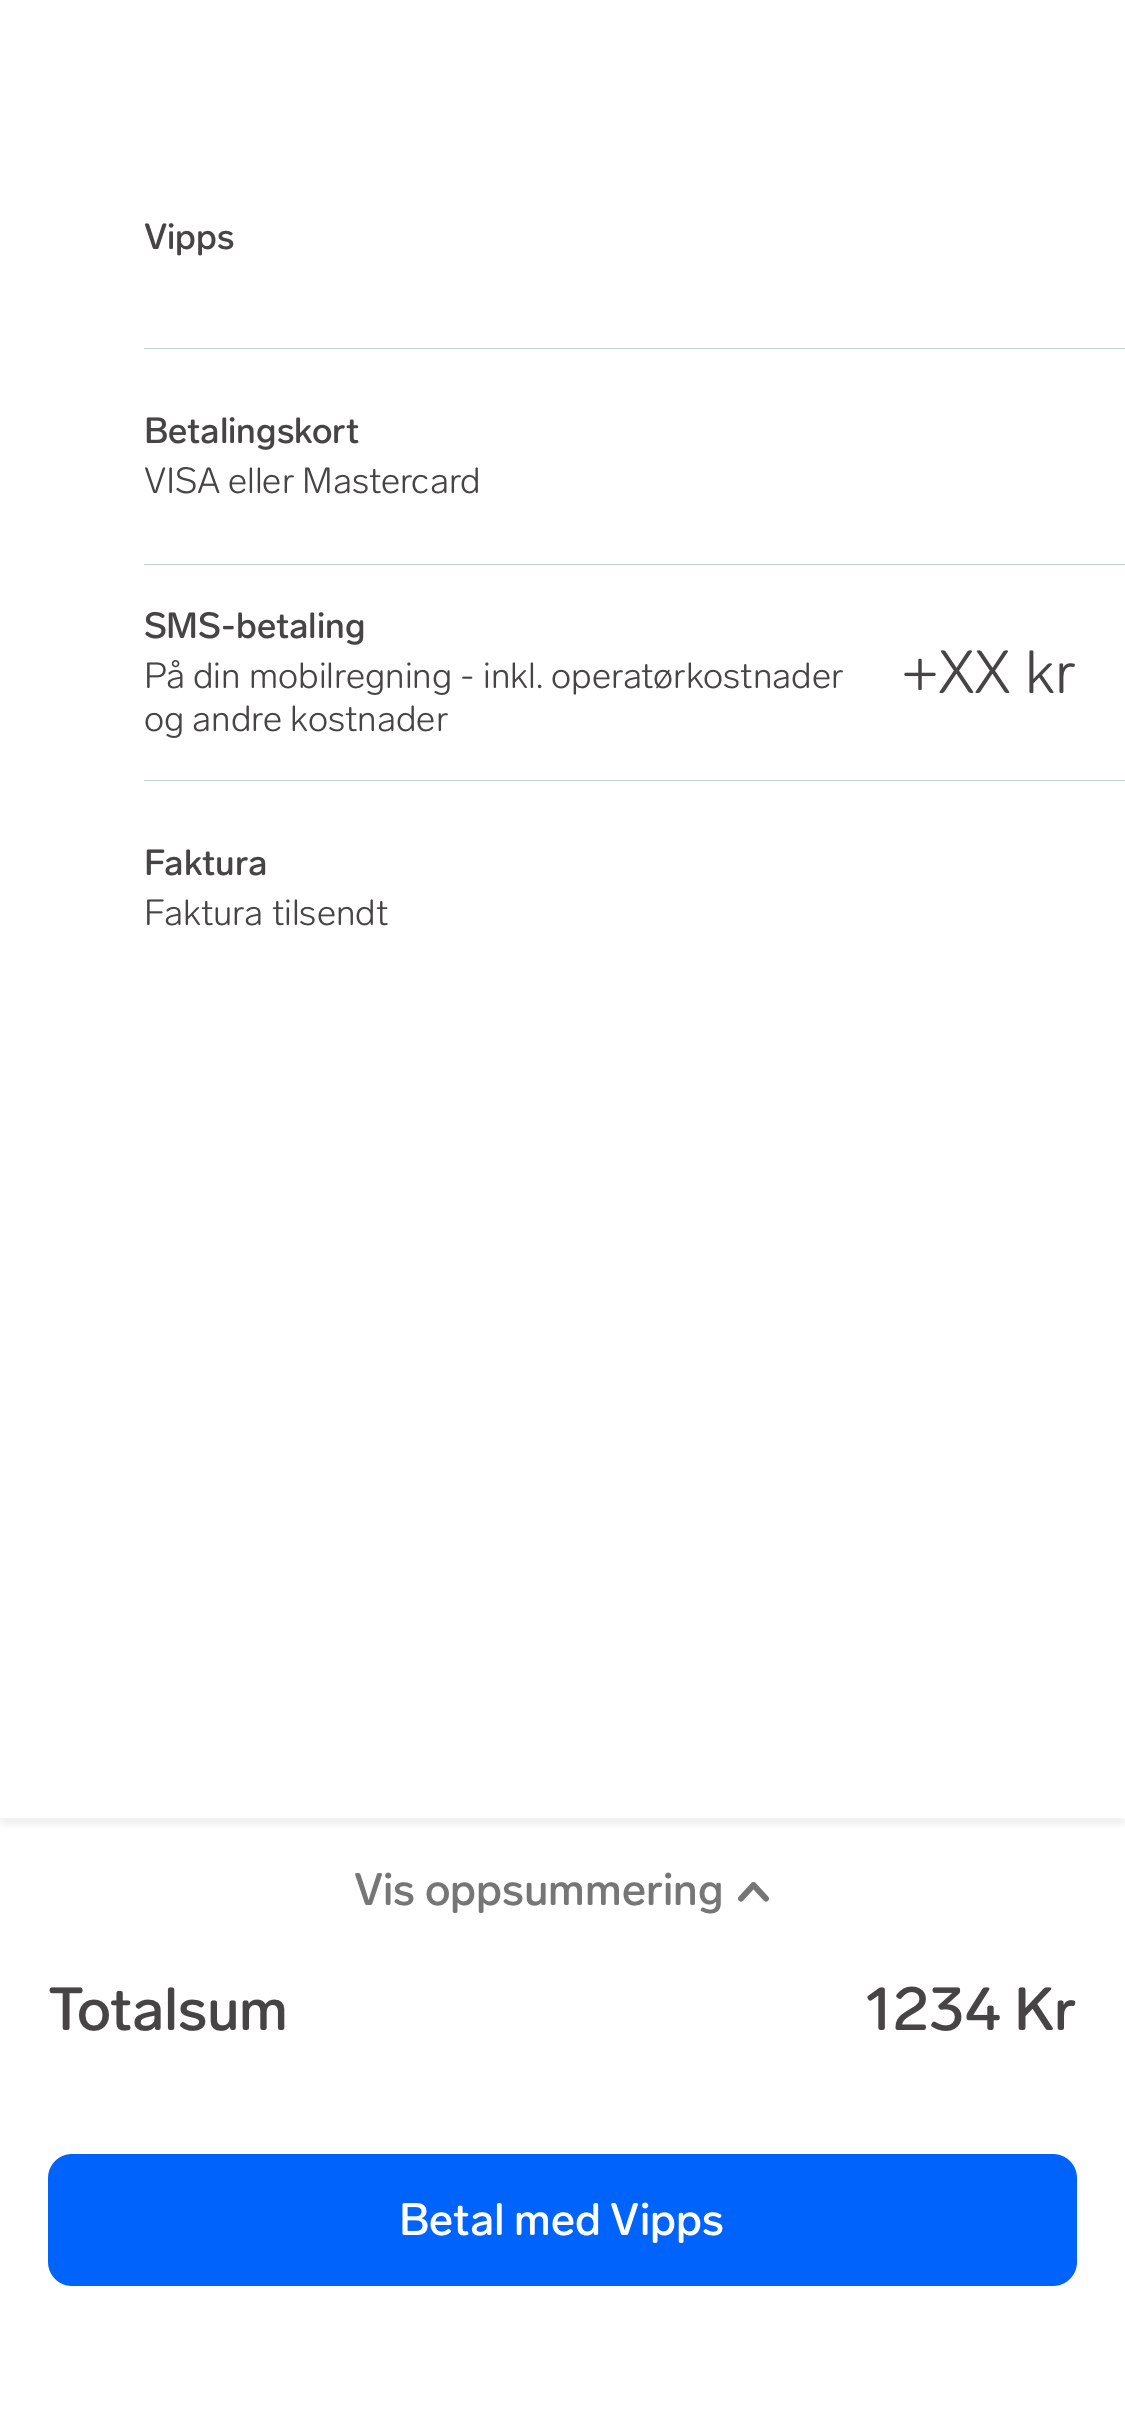 Vipps
Betalingskort
VISA eller Mastercard
SMS-betaling
På din mobilregning - inkl. operatørkostnader
og andre kostnader
+XX kr
Faktura
Faktura tilsendt
Vis oppsummering
Totalsum
1234 Kr
Betal med Vipps